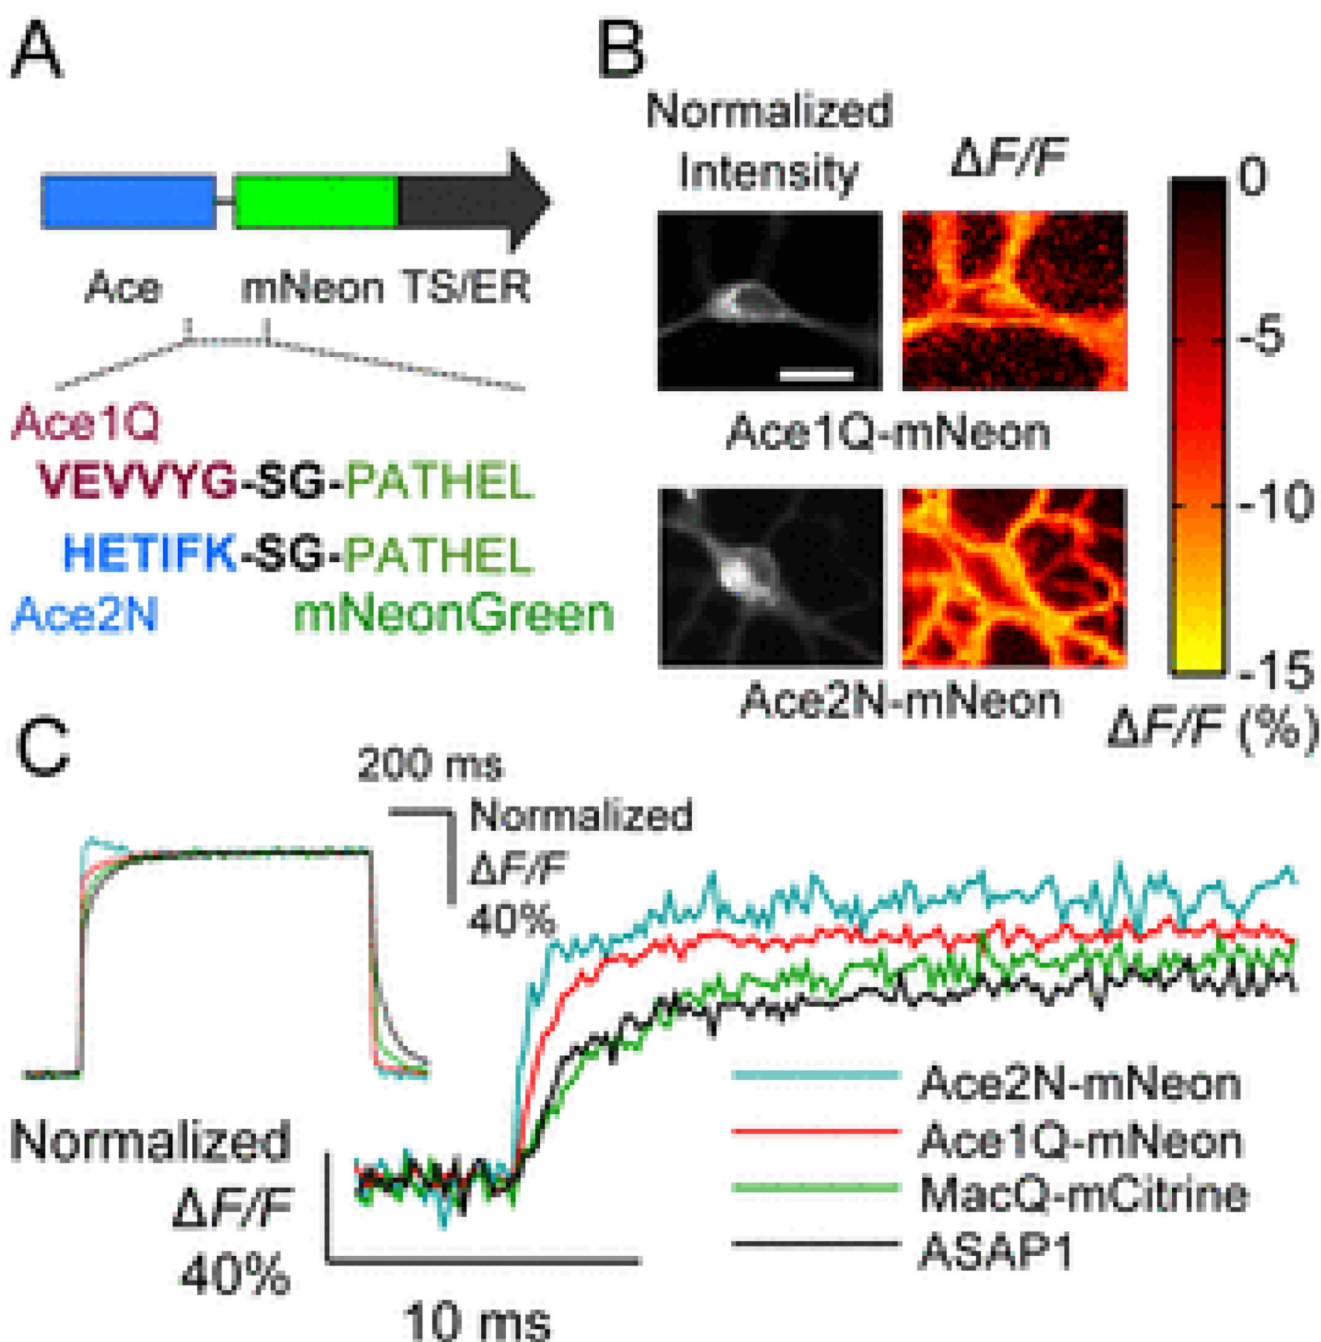 A
Ace mNeon TS/ER
Ace1Q
VEVVYG-SG-PATHEL
HETIFK-SG-PATHEL
Ace2N mNeonGreen
B
Normalized
Intensity
ΔF/F
Ace1Q-mNeon
Ace2N-mNeon
0
-5
-10
-15
ΔF/F (%)
C
200 ms
Normalized
ΔF/F
40%
Normalized
ΔF/F
40%
10 ms
Ace2N-mNeon
Ace1Q-mNeon
MacQ-mCitrine
ASAP1